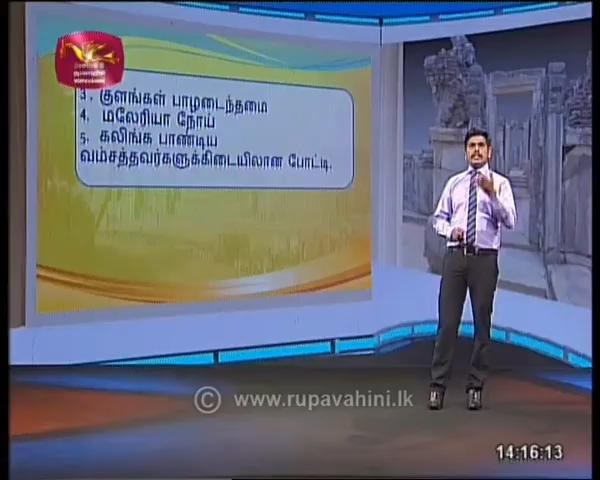 3. குளங்கள் பாழடைந்தமை
4. மலேரியா நோய்
5. கலிங்க பாண்டிய
வம்சத்தவர்களுக்கிடையிலான போட்டி.
© www.rupavahini.lk
14:16:13